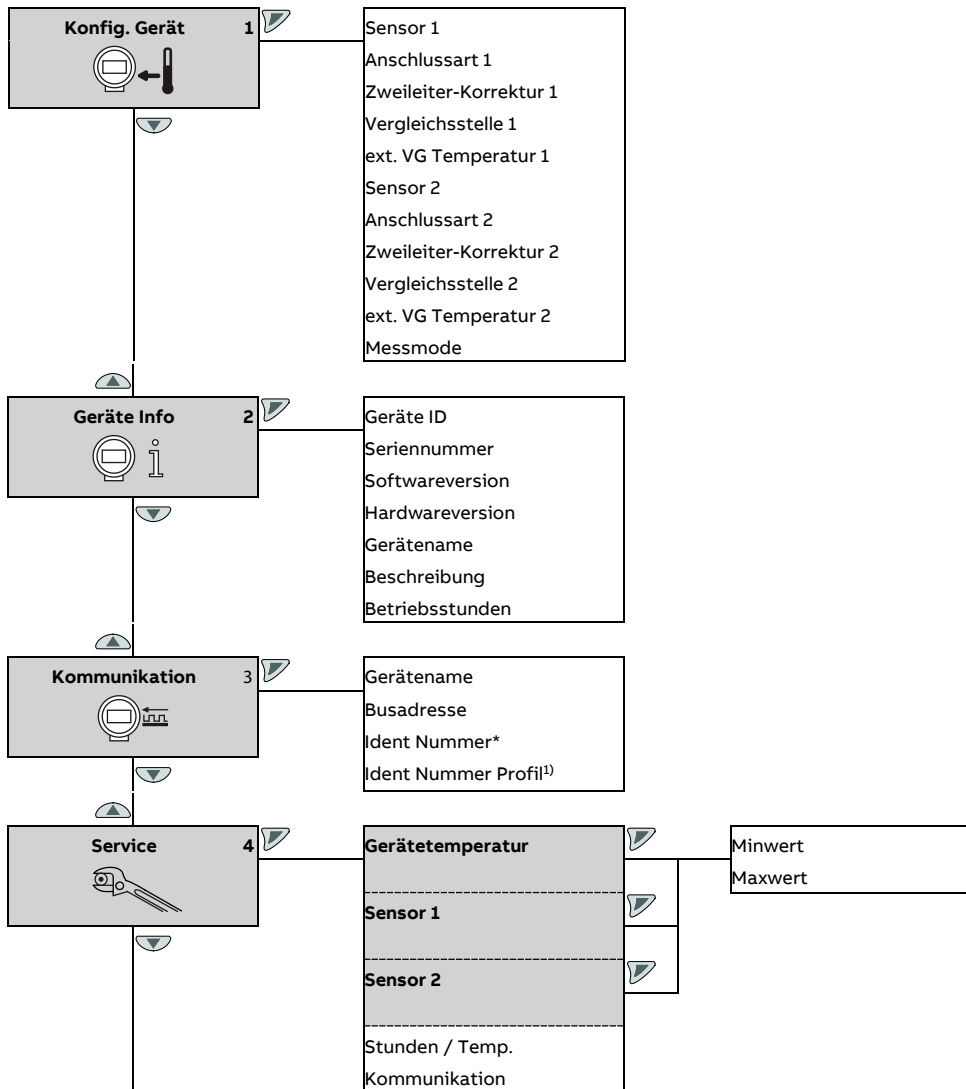 Konfig. Gerät 1
Sensor 1
Anschlussart 1
Zweileiter-Korrektur 1
Vergleichsstelle 1
ext. VG Temperatur 1
Sensor 2
Anschlussart 2
Zweileiter-Korrektur 2
Vergleichsstelle 2
ext. VG Temperatur 2
Messmode
Geräte Info 2
Geräte ID
Seriennummer
Softwareversion
Hardwareversion
Gerätename
Beschreibung
Betriebsstunden
Kommunikation 3
Gerätename
Busadresse
Ident Nummer*
Ident Nummer Profil¹⁾
Service 4
Gerätetemperatur
Sensor 1
Sensor 2
Stunden / Temp.
Kommunikation
Minwert
Maxwert